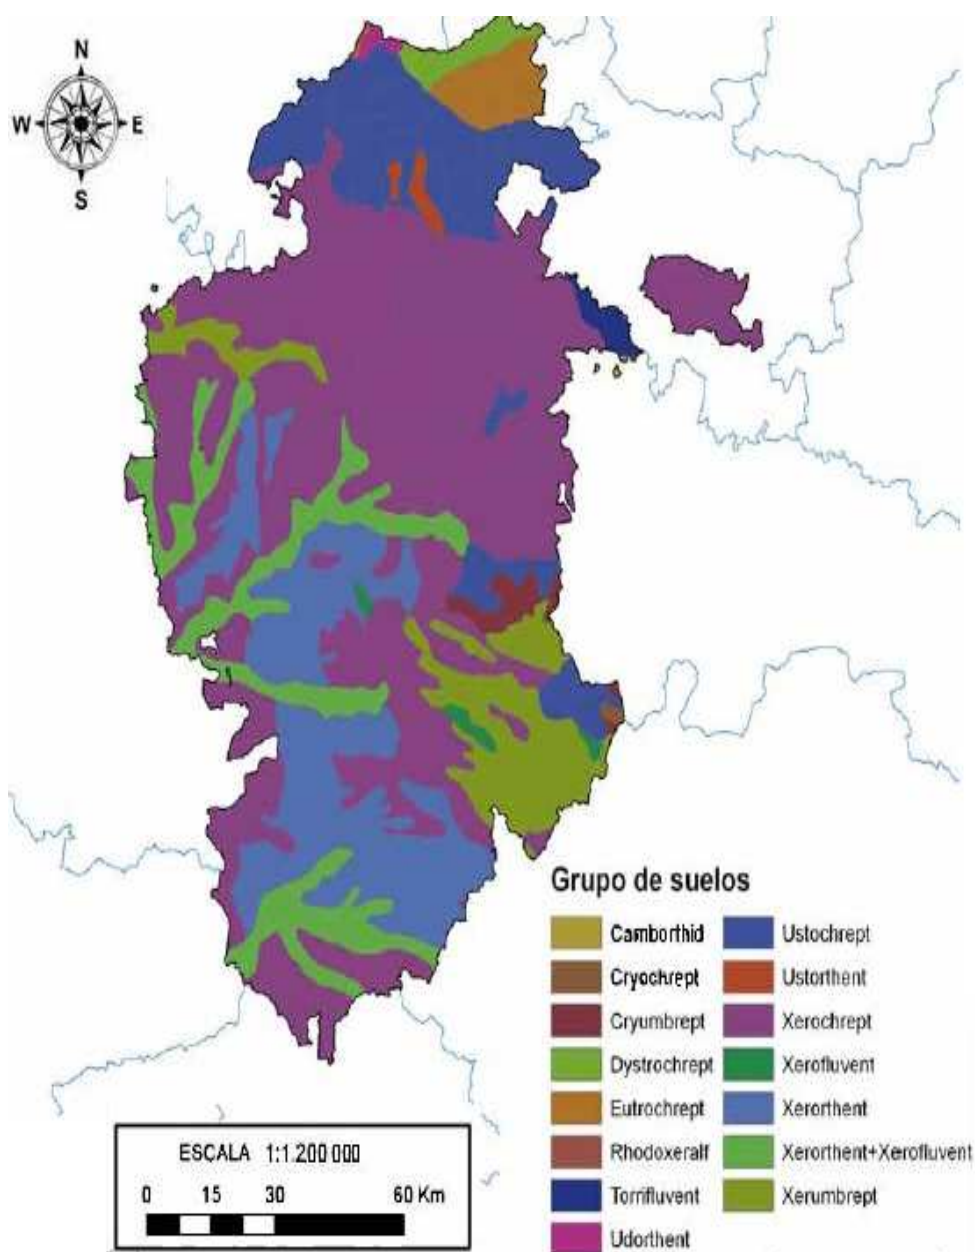 N
W E
S
Grupo de suelos
Camborthid
Cryochrept
Cryumbrept
Dystrochrept
Eutrochrept
Rhodoxeralf
Torrifluvent
Udorthent
Ustochrept
Ustorthent
Xerochrept
Xerofluvent
Xerorthent
Xerorthent+Xerofluvent
Xerumbrept
ESCALA 1:1.200 000
0 15 30 60 Km